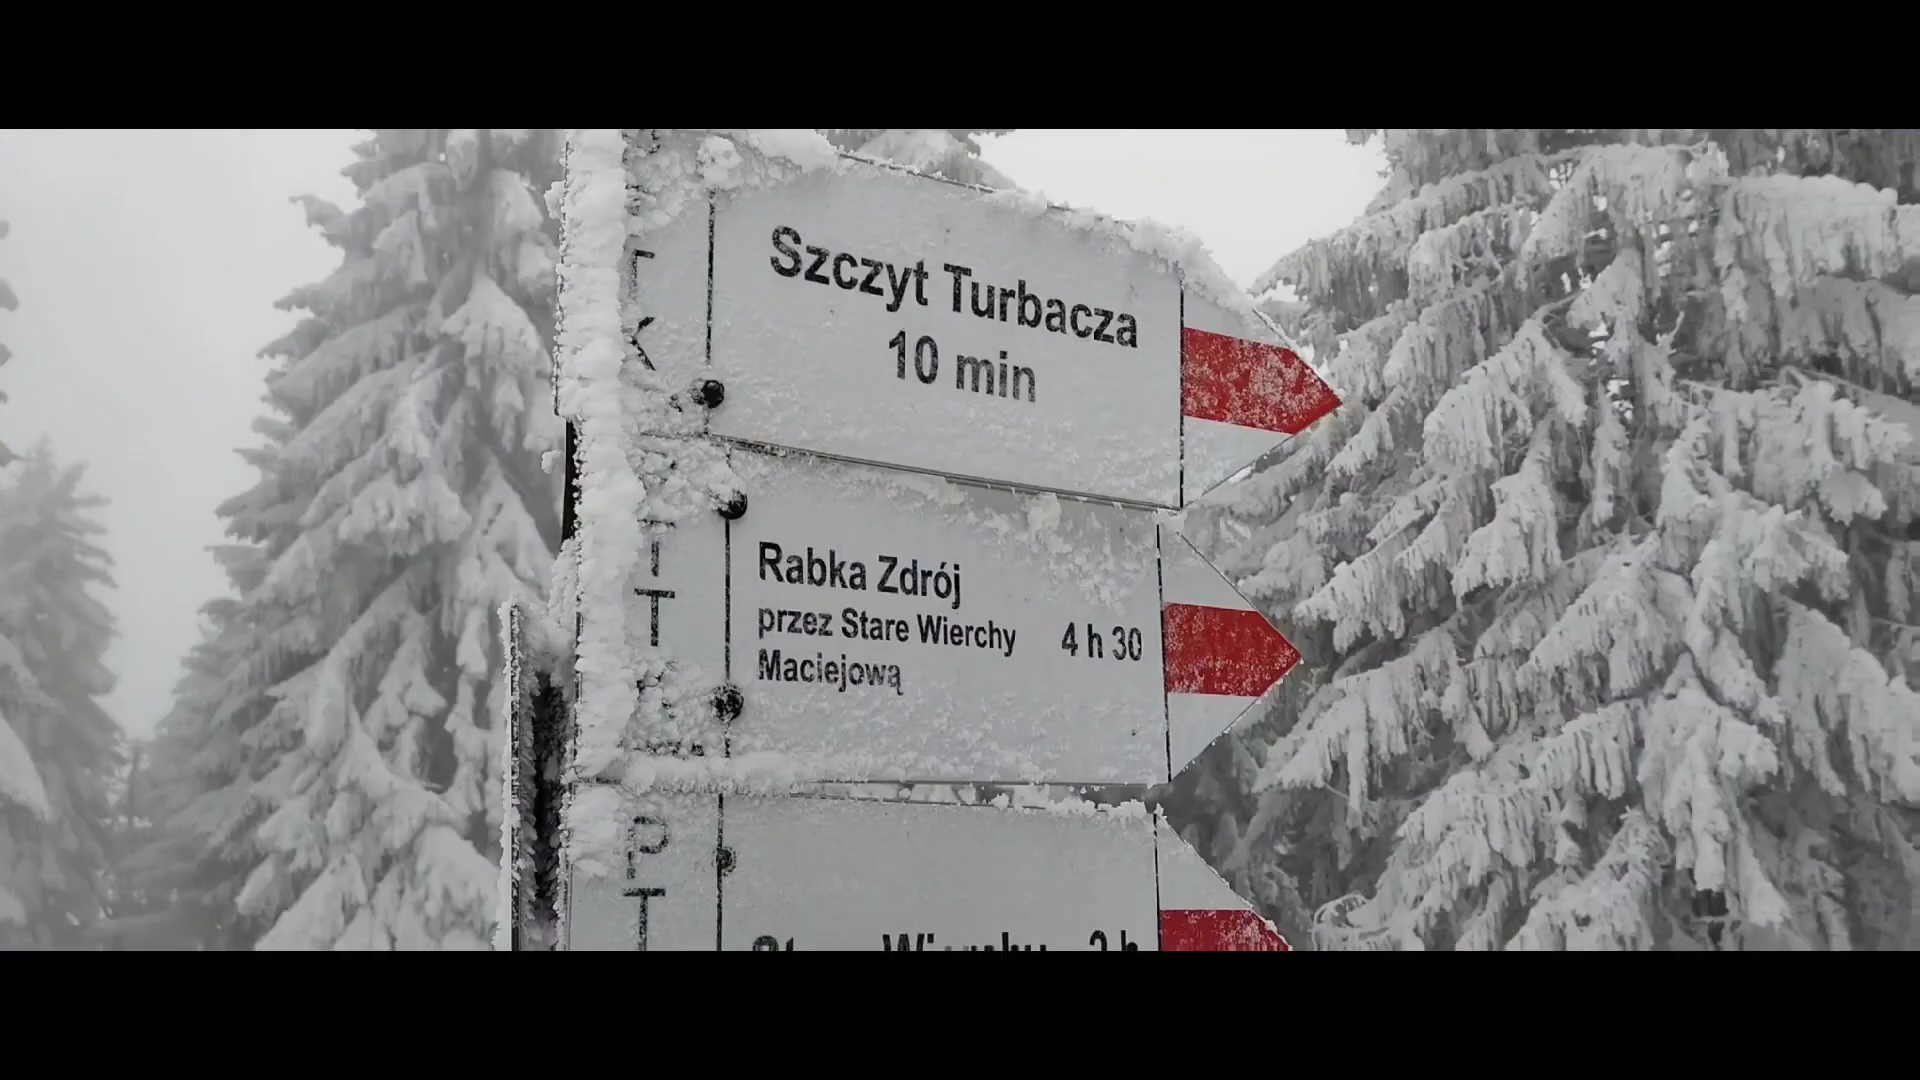 T
K
Szczyt Turbacza
10 min
T
T
Rabka Zdrój
przez Stare Wierchy 4 h 30
Maciejową
P
T